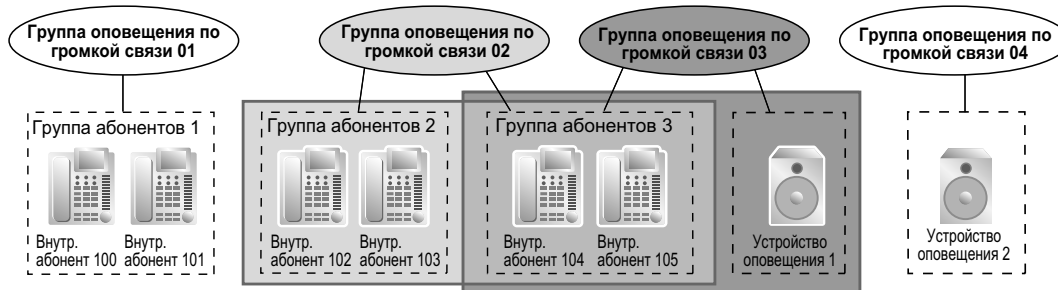 Группа оповещения по
громкой связи 01
Группа оповещения по
громкой связи 02
Группа оповещения по
громкой связи 03
Группа оповещения по
громкой связи 04
Группа абонентов 1
Группа абонентов 2
Группа абонентов 3
Внутр.
абонент 100
Внутр.
абонент 101
Внутр.
абонент 102
Внутр.
абонент 103
Внутр.
абонент 104
Внутр.
абонент 105
Устройство
оповещения 1
Устройство
оповещения 2